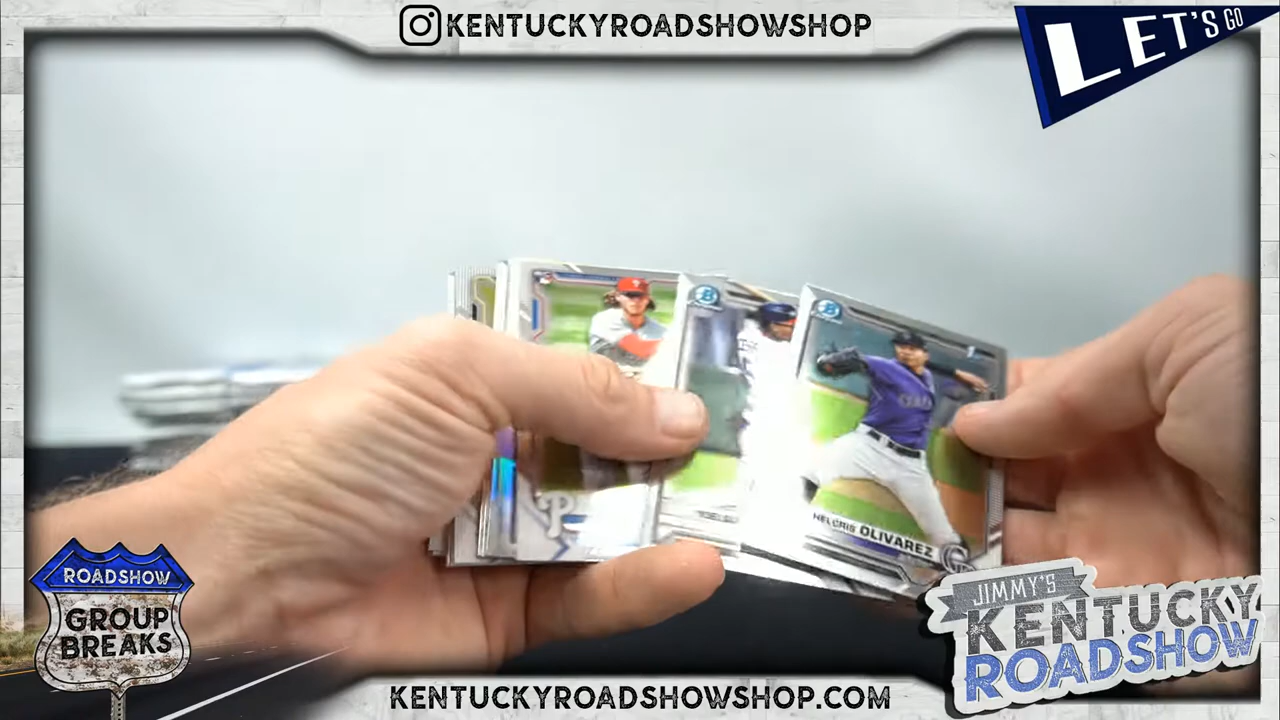 KENTUCKYROADSHOWSHOP
LET'S GO
HELCRIS OLIVAREZ
ROADSHOW
GROUP
BREAKS
JIMMY'S
KENTUCKY
ROADSHOW
KENTUCKYROADSHOWSHOP.COM